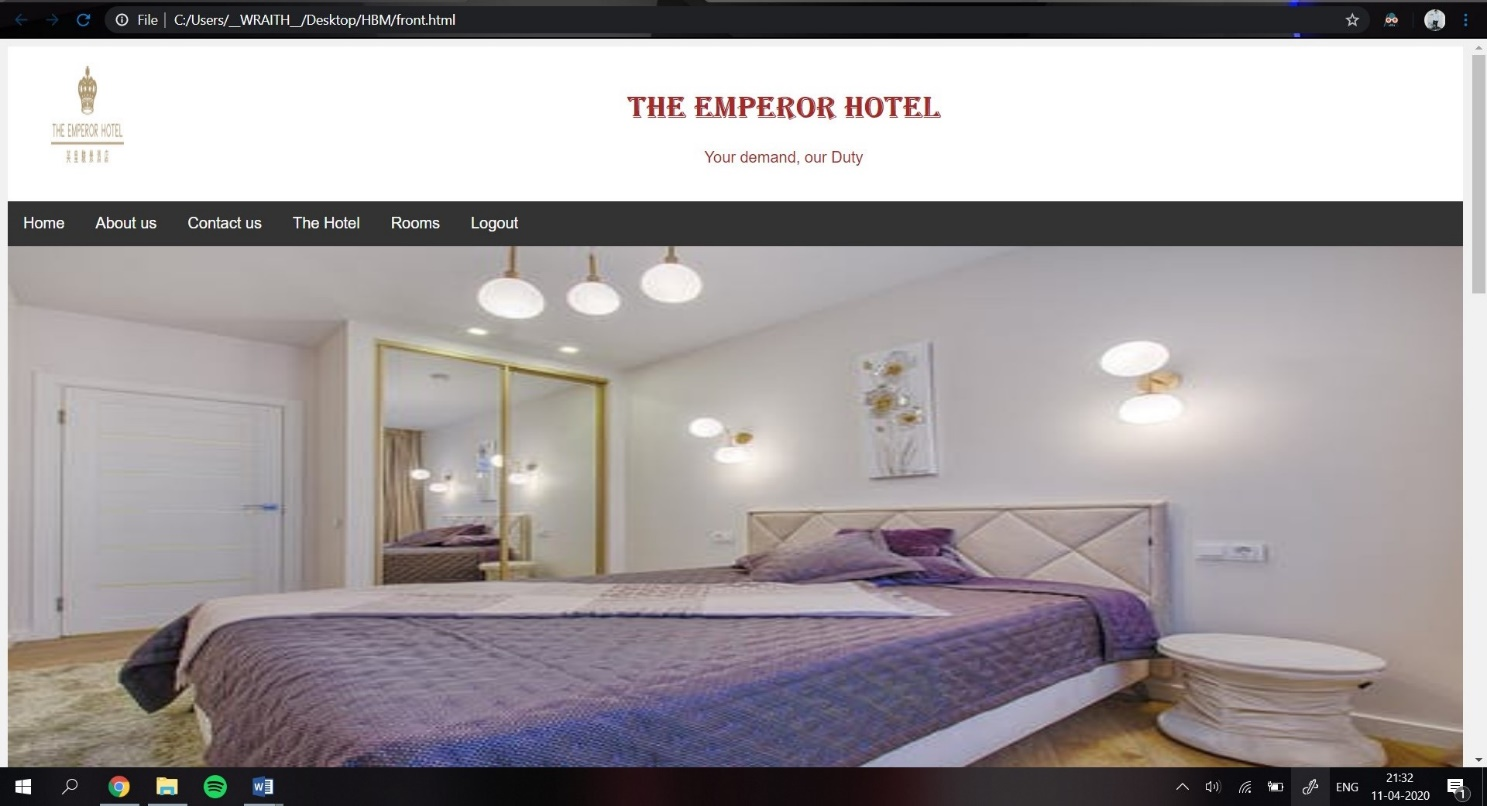 File | C:/Users/__WRAITH__/Desktop/HBM/front.html
THE EMPEROR HOTEL
THE EMPEROR HOTEL
Your demand, our Duty
Home About us Contact us The Hotel Rooms Logout
ENG
21:32
11-04-2020
1